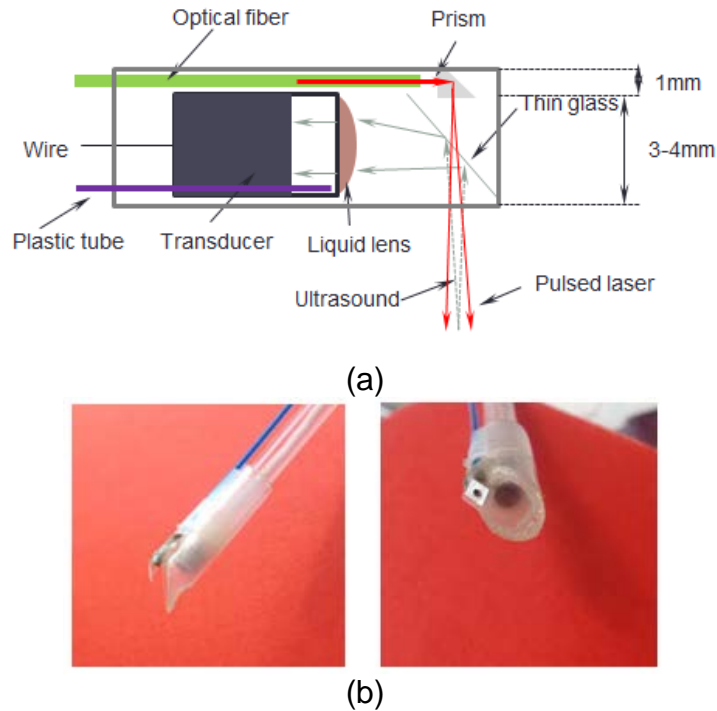 Optical fiber
Prism
1mm
Thin glass
Wire
3-4mm
Plastic tube
Transducer
Liquid lens
Ultrasound
Pulsed laser
(a)
(b)